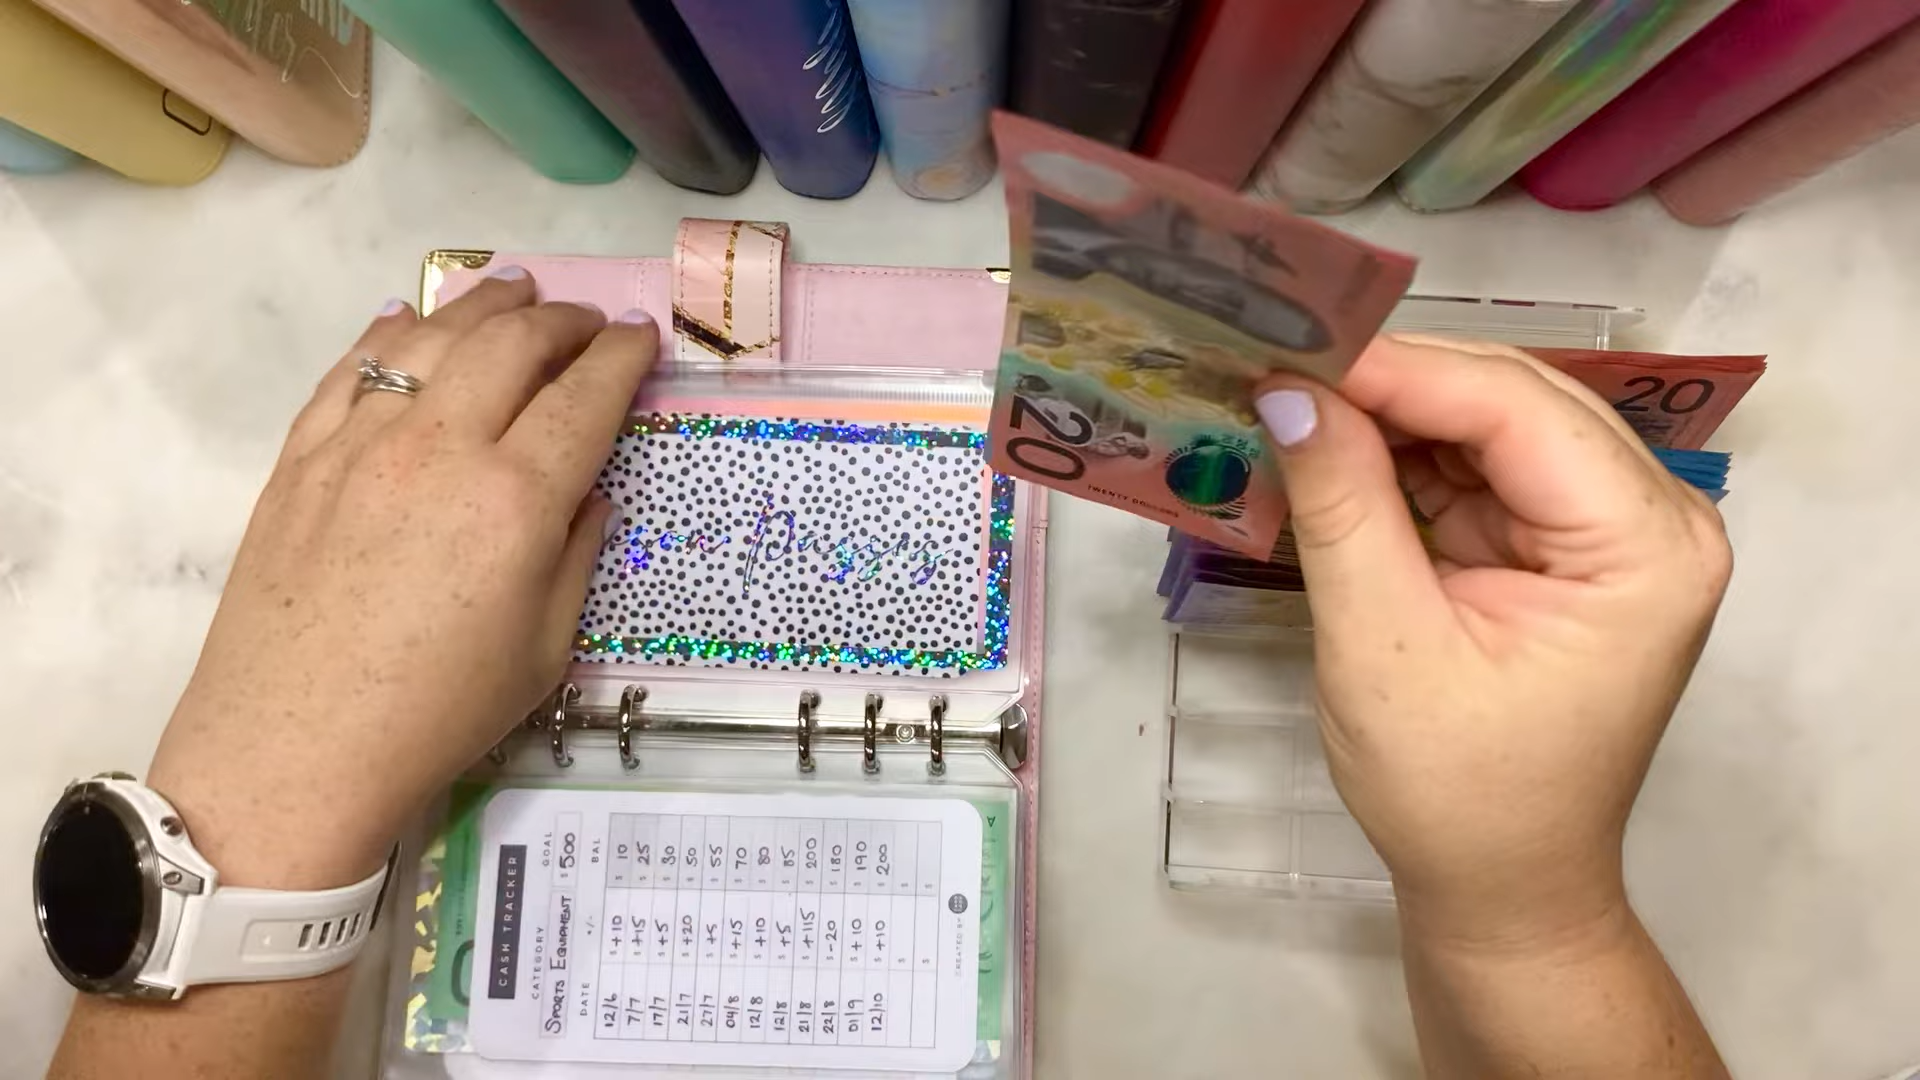 20
TWENTY DOLLARS
20
Passes
CASH TRACKER
CATEGORY GOAL
SPORTS EQUIPMENT $500
DATE +/- BAL
12/6 $+10 $10
7/7 $+15 $25
17/7 $+5 $30
21/7 $+20 $50
27/7 $+5 $55
04/8 $+15 $70
12/8 $+10 $80
12/8 $+5 $85
21/8 $+115 $200
22/8 $-20 $180
01/9 $+10 $190
12/10 $+10 $200
$ $
$ $
CREATED BY